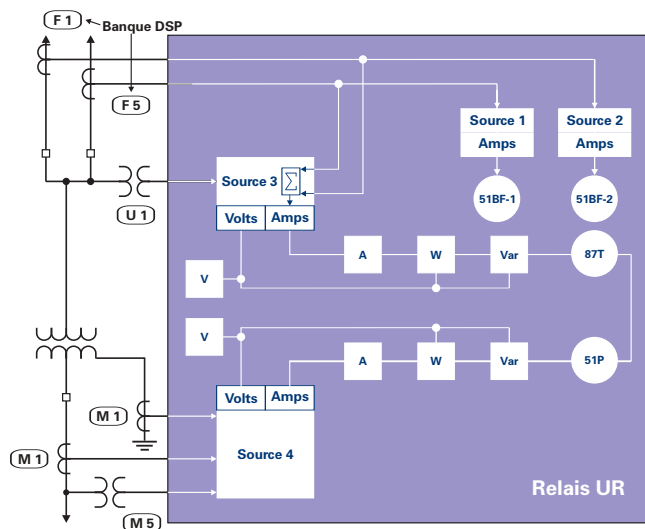 F 1
Banque DSP
F 5
Source 1
Amps
Source 2
Amps
51BF-1
51BF-2
U 1
Source 3
Σ
Volts
Amps
A
W
Var
87T
V
V
A
W
Var
51P
Volts
Amps
M 1
Source 4
M 1
M 5
Relais UR